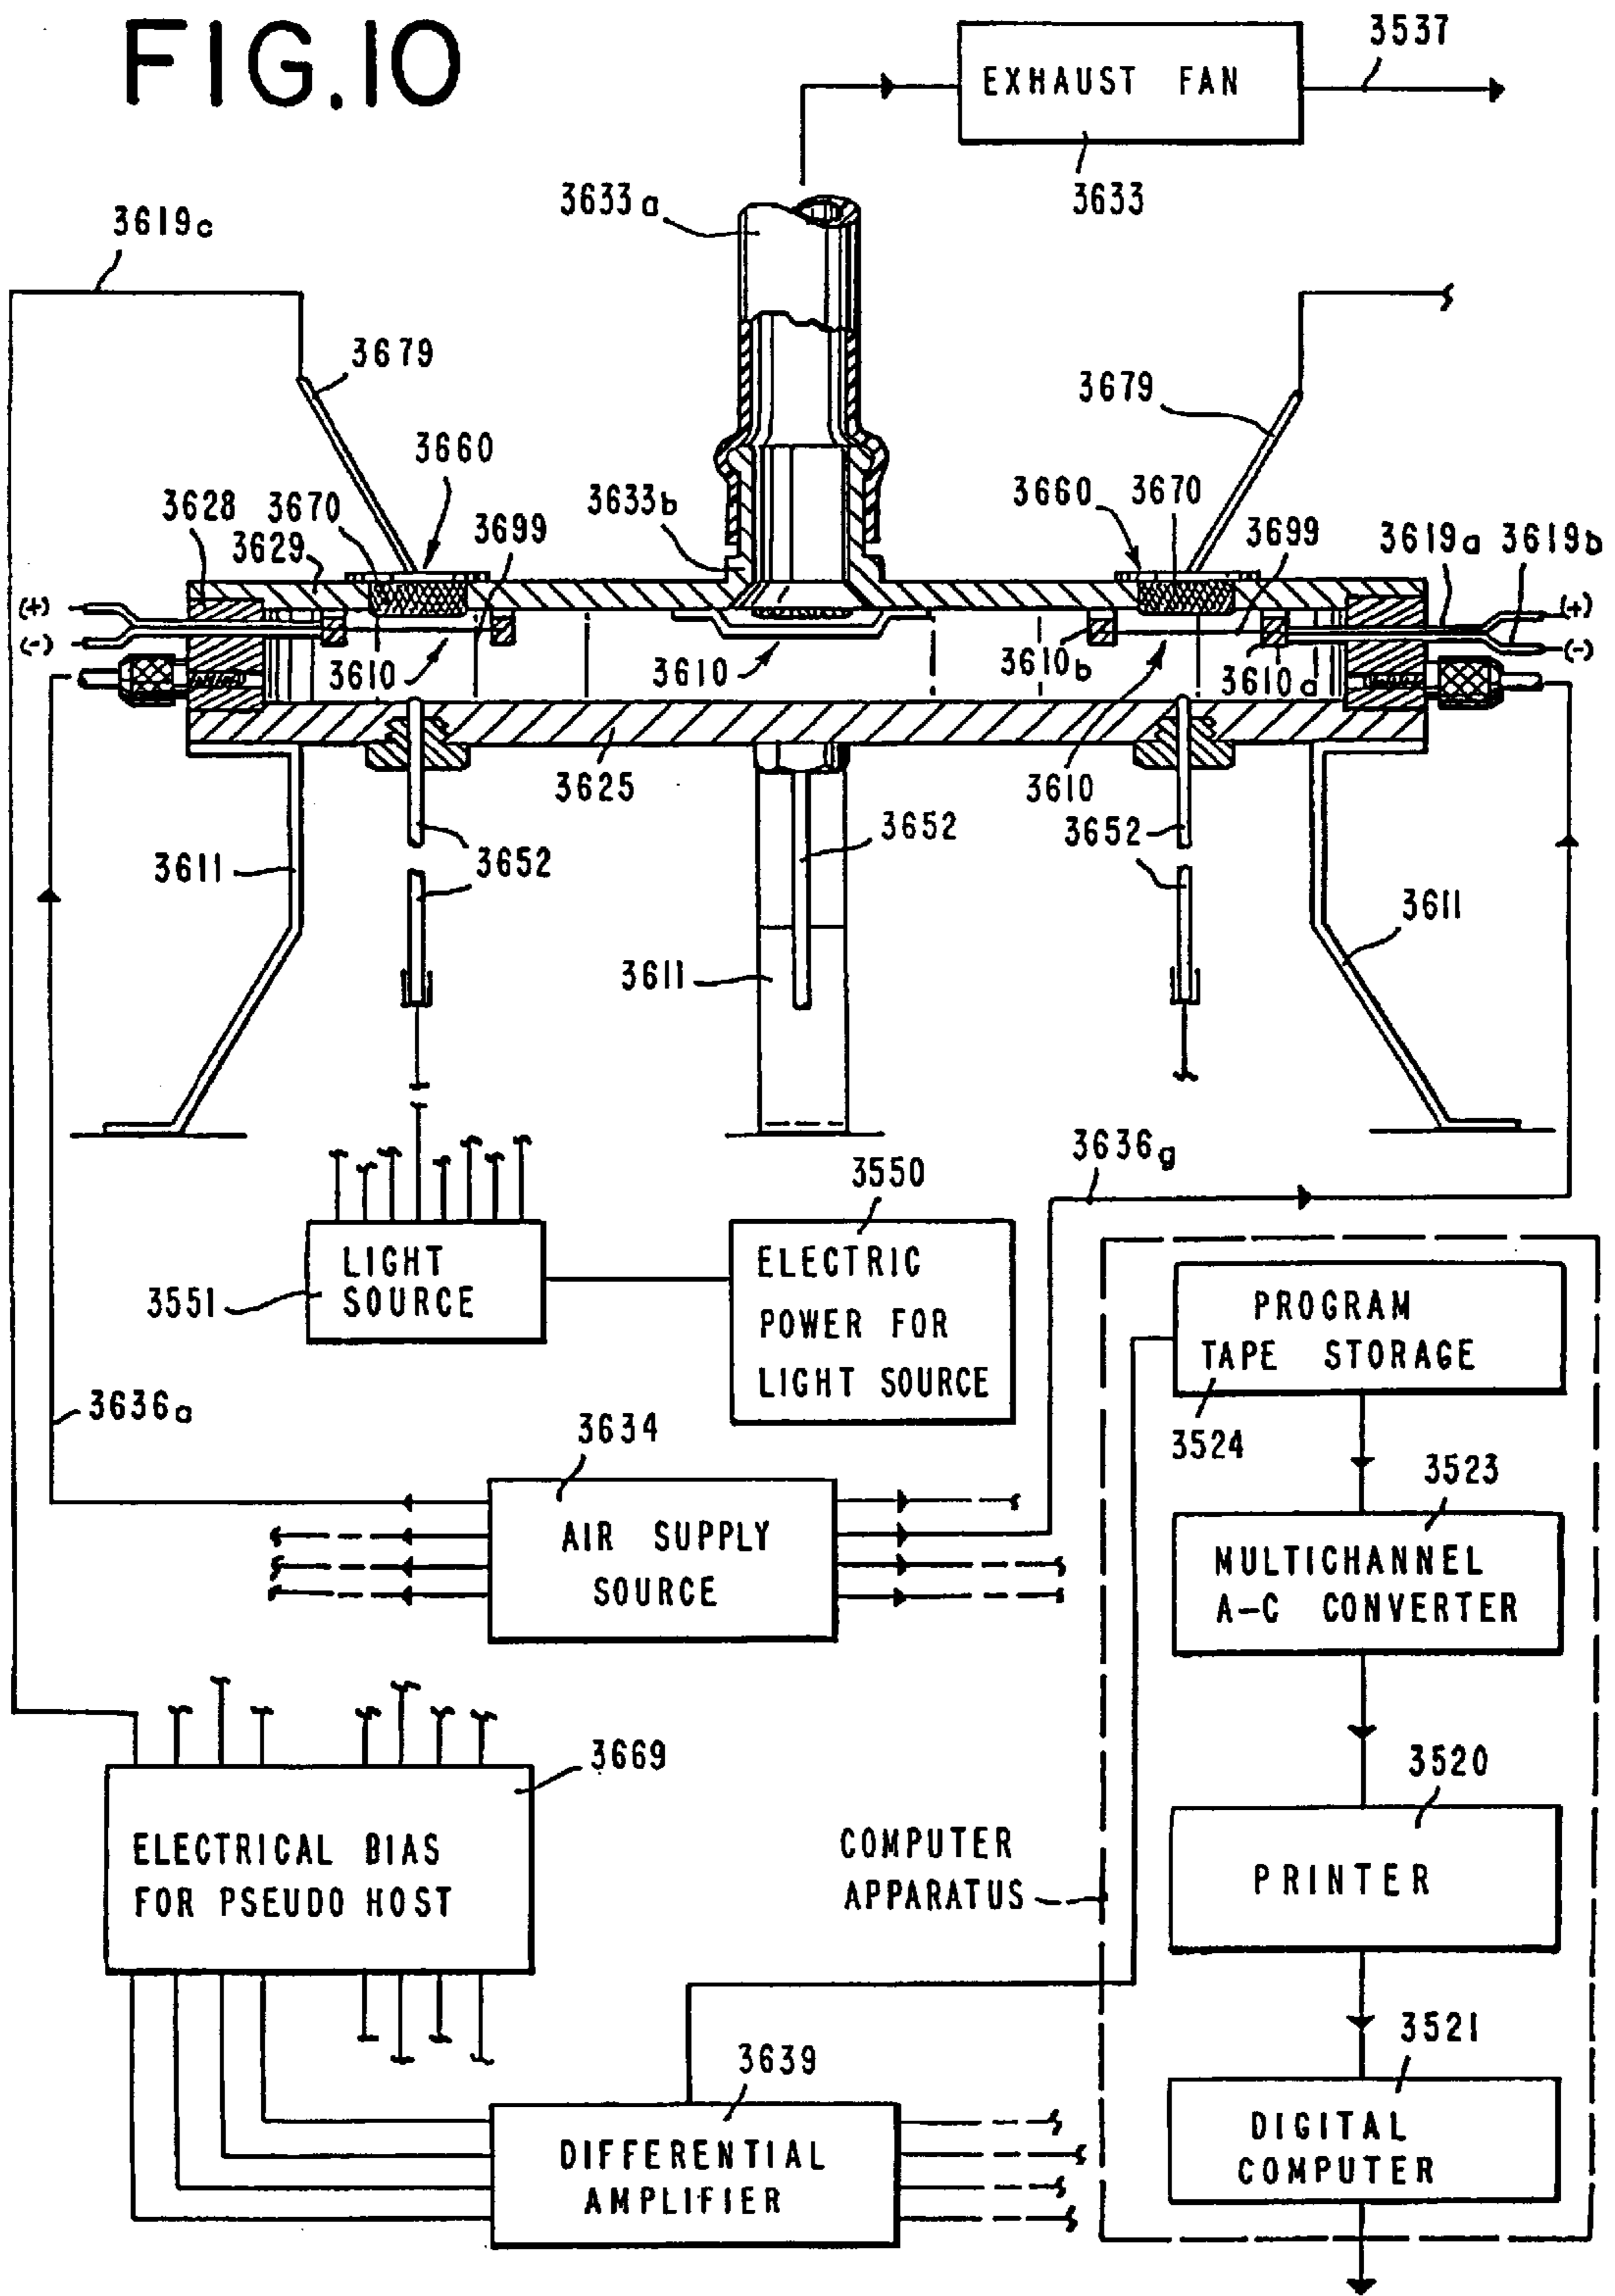 FIG.10
EXHAUST FAN
3537
3633
3633a
3619c
3679
3679
3660
3660
3670
3628
3670
3629
3699
3633b
3699
3619a
3619b
(+)
(-)
(+)
(-)
3610
3610
3610b
3610
3610a
3625
3652
3652
3652
3611
3611
3611
3636g
3550
LIGHT
SOURCE
3551
ELECTRIC
POWER FOR
LIGHT SOURCE
PROGRAM
TAPE STORAGE
3524
3636a
3634
AIR SUPPLY
SOURCE
3523
MULTICHANNEL
A-C CONVERTER
3669
ELECTRICAL BIAS
FOR PSEUDO HOST
COMPUTER
APPARATUS
3520
PRINTER
3639
DIFFERENTIAL
AMPLIFIER
3521
DIGITAL
COMPUTER